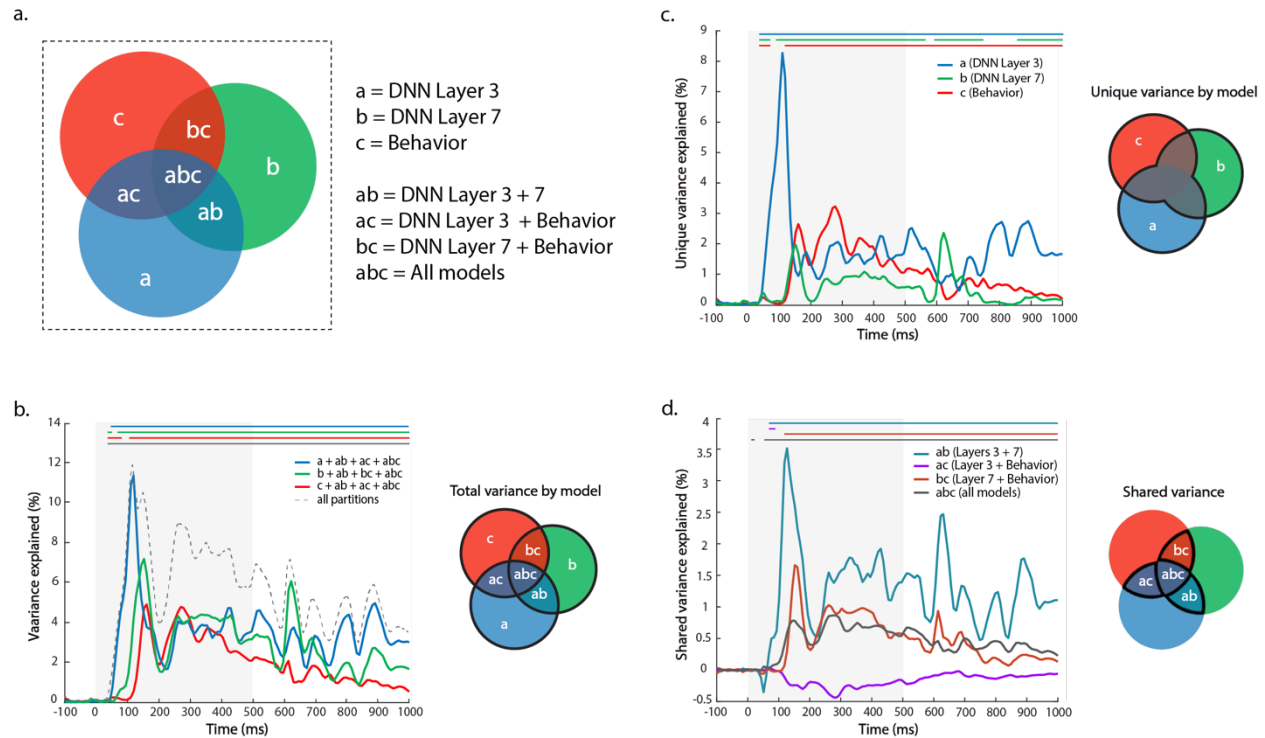 a.
c
bc
b
abc
ac
ab
a
a = DNN Layer 3
b = DNN Layer 7
c = Behavior
ab = DNN Layer 3 + 7
ac = DNN Layer 3 + Behavior
bc = DNN Layer 7 + Behavior
abc = All models
c.
Unique variance explained (%)
9
8
7
6
5
4
3
2
1
0
-100 0 100 200 300 400 500 600 700 800 900 1000
Time (ms)
a (DNN Layer 3)
b (DNN Layer 7)
c (Behavior)
Unique variance by model
c
b
a
b.
Vaariance explained (%)
14
12
10
8
6
4
2
0
-100 0 100 200 300 400 500 600 700 800 900 1000
Time (ms)
a + ab + ac + abc
b + ab + bc + abc
c + ab + ac + abc
all partitions
Total variance by model
c
bc
b
abc
ac
ab
a
d.
Shared variance explained (%)
4
3.5
3
2.5
2
1.5
1
0.5
0
-0.5
-100 0 100 200 300 400 500 600 700 800 900 1000
Time (ms)
ab (Layers 3 + 7)
ac (Layer 3 + Behavior)
bc (Layer 7 + Behavior)
abc (all models)
Shared variance
bc
abc
ac
ab